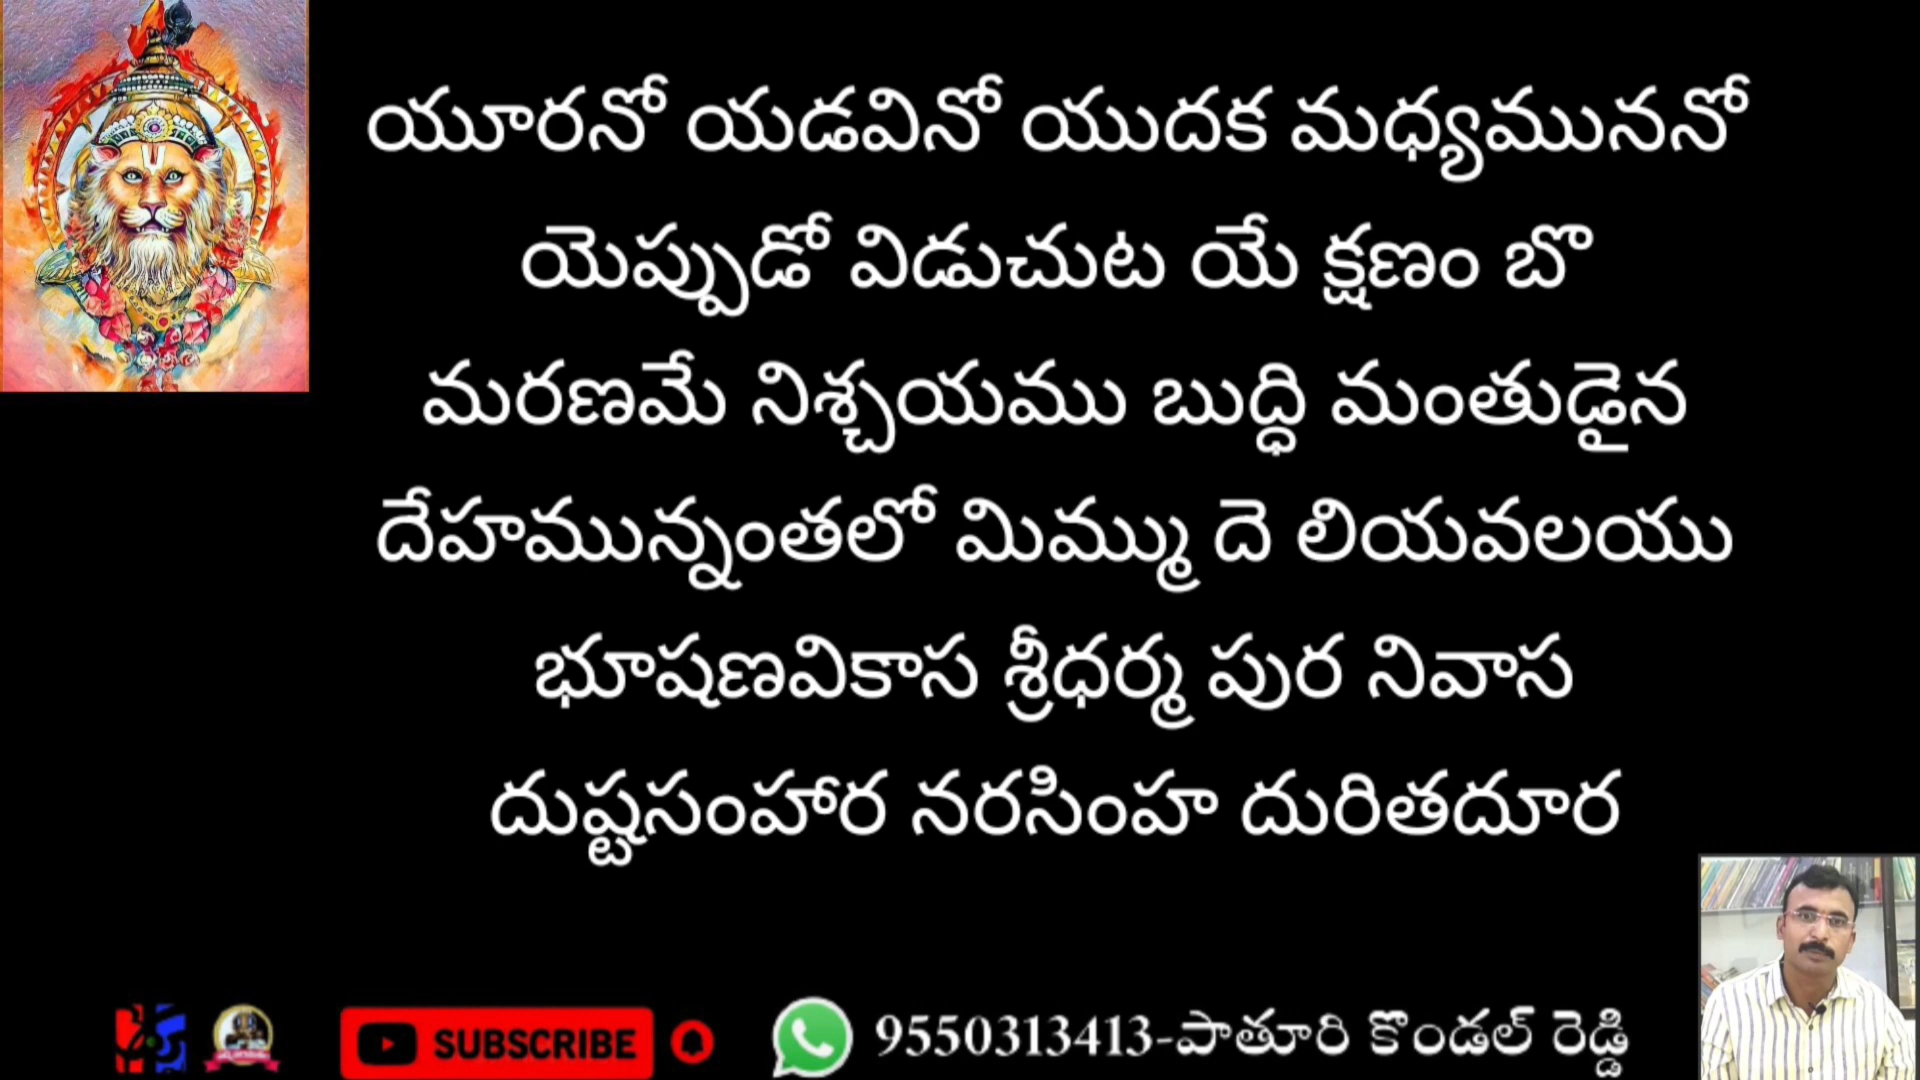 యూరనో యడవినో యుదక మధ్యముననో
యెప్పుడో విడుచుట యే క్షణం బొ
మరణమే నిశ్చయము బుద్ధి మంతుడైన
దేహమున్నంతలో మిమ్ము దె లియవలయు
భూషణవికాస శ్రీధర్మ పుర నివాస
దుష్టసంహార నరసింహ దురితదూర
SUBSCRIBE
9550313413-పాతూరి కొండల్ రెడ్డి